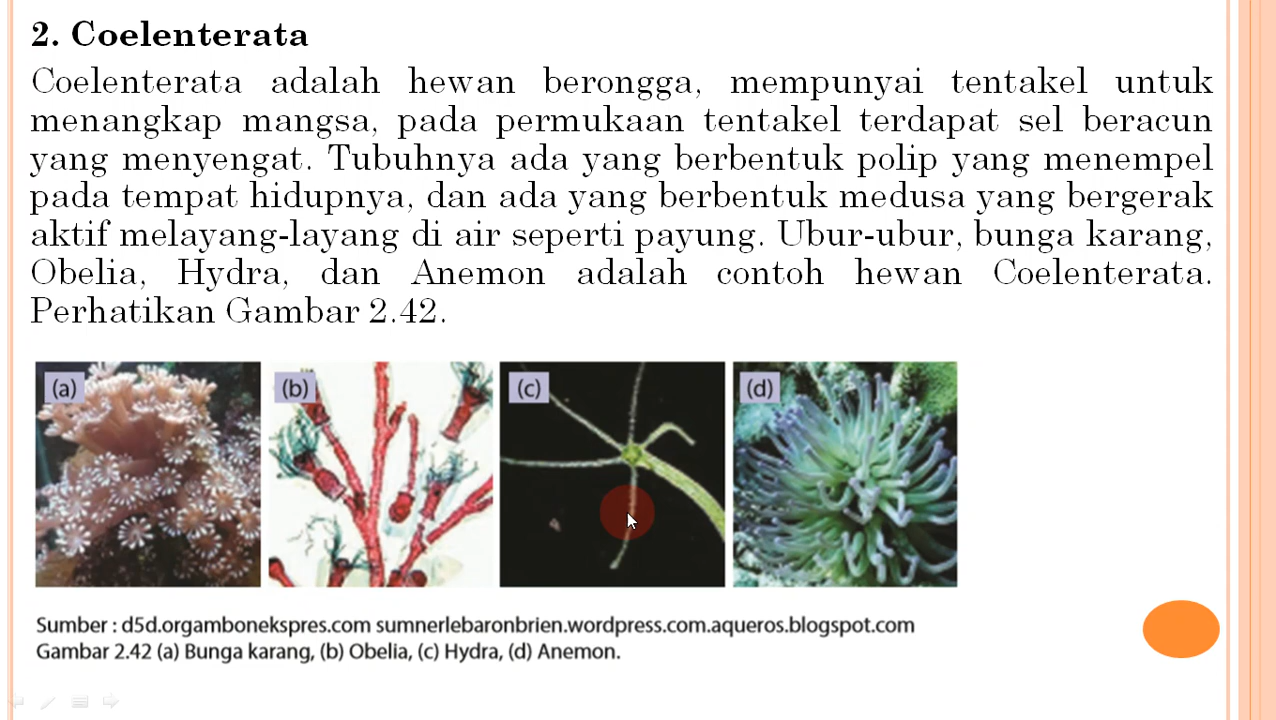 2. Coelenterata
Coelenterata adalah hewan berongga, mempunyai tentakel untuk
menangkap mangsa, pada permukaan tentakel terdapat sel beracun
yang menyengat. Tubuhnya ada yang berbentuk polip yang menempel
pada tempat hidupnya, dan ada yang berbentuk medusa yang bergerak
aktif melayang-layang di air seperti payung. Ubur-ubur, bunga karang,
Obelia, Hydra, dan Anemon adalah contoh hewan Coelenterata.
Perhatikan Gambar 2.42.
(a) (b) (c) (d)
Sumber : d5d.orgambonekspres.com sumnerlebaronbrien.wordpress.com.aqueros.blogspot.com
Gambar 2.42 (a) Bunga karang, (b) Obelia, (c) Hydra, (d) Anemon.